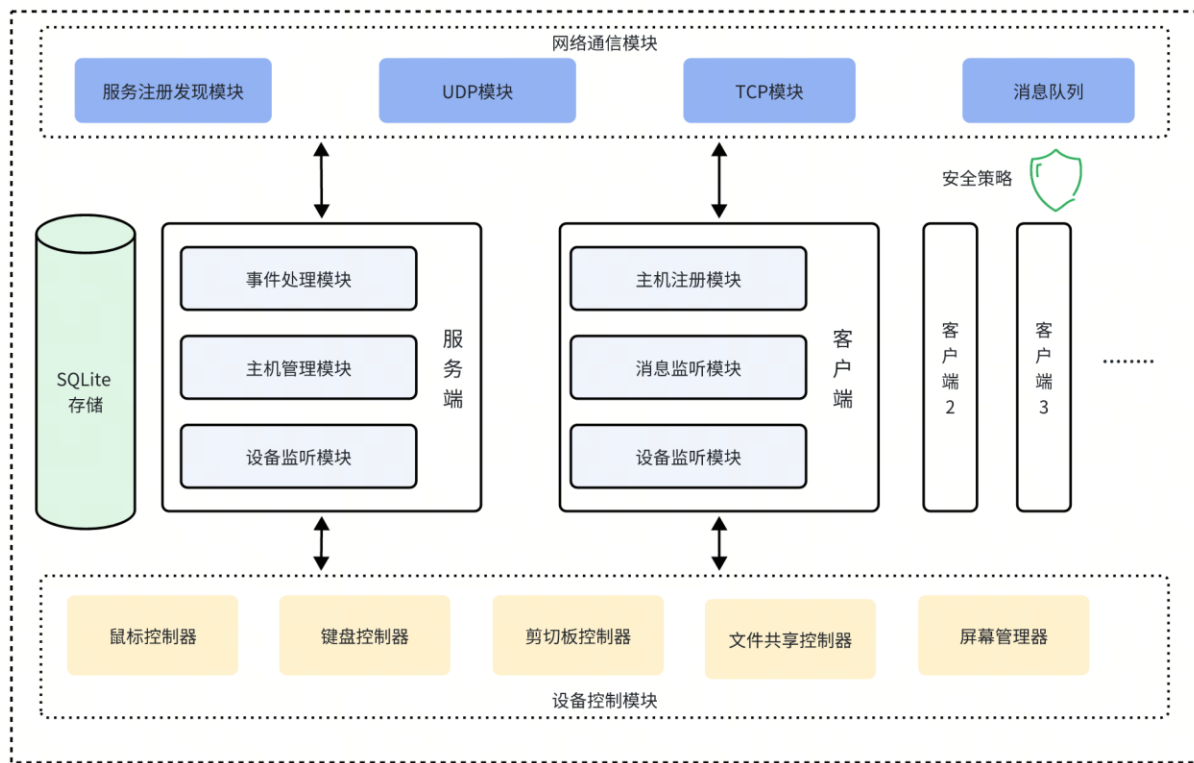 网络通信模块
服务注册发现模块
UDP模块
TCP模块
消息队列
安全策略
SQLite
存储
事件处理模块
主机管理模块
设备监听模块
服务端
主机注册模块
消息监听模块
设备监听模块
客户端
客户端2
客户端3
········
鼠标控制器
键盘控制器
剪切板控制器
文件共享控制器
屏幕管理器
设备控制模块